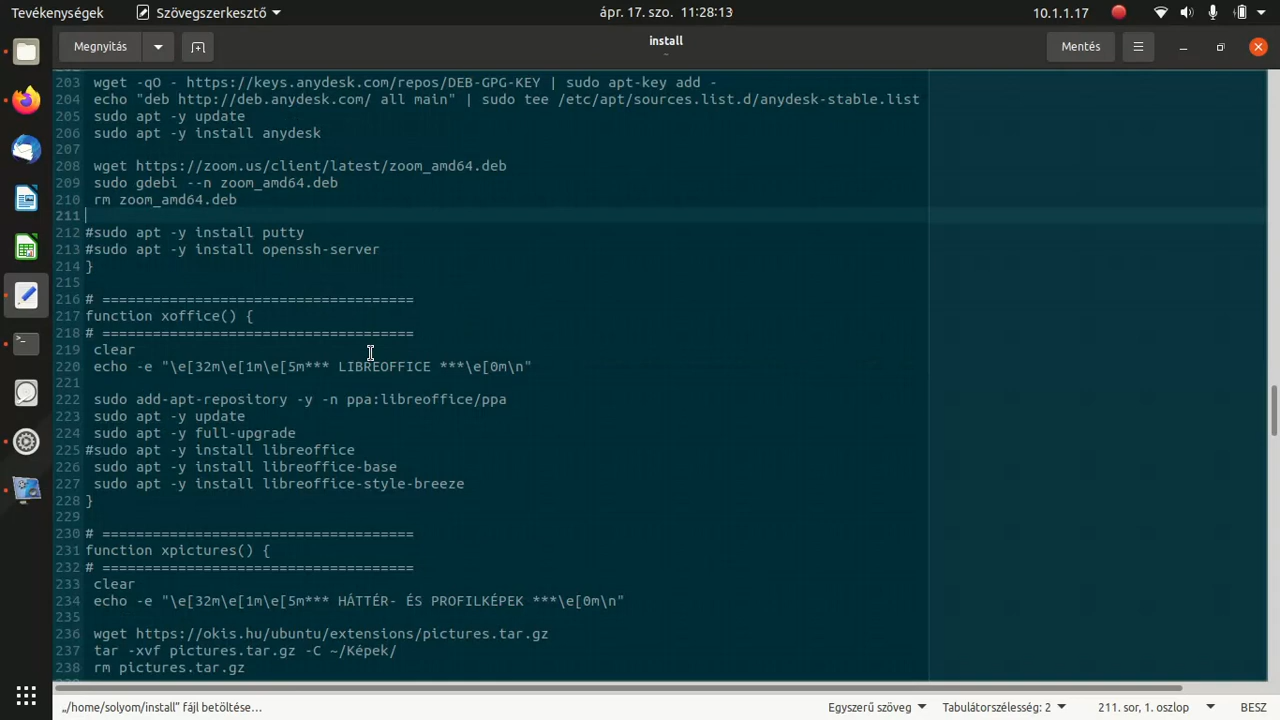 Tevékenységek
Szövegszerkesztő
ápr. 17. szo. 11:28:13
10.1.1.17
Megnyitás
install
~
Mentés
203 wget -qO - https://keys.anydesk.com/repos/DEB-GPG-KEY | sudo apt-key add -
204 echo "deb http://deb.anydesk.com/ all main" | sudo tee /etc/apt/sources.list.d/anydesk-stable.list
205 sudo apt -y update
206 sudo apt -y install anydesk
207
208 wget https://zoom.us/client/latest/zoom_amd64.deb
209 sudo gdebi --n zoom_amd64.deb
210 rm zoom_amd64.deb
211
212 #sudo apt -y install putty
213 #sudo apt -y install openssh-server
214 }
215
216 # =====================================
217 function xoffice() {
218 # =====================================
219 clear
220 echo -e "\e[32m\e[1m\e[5m*** LIBREOFFICE ***\e[0m\n"
221
222 sudo add-apt-repository -y -n ppa:libreoffice/ppa
223 sudo apt -y update
224 sudo apt -y full-upgrade
225 #sudo apt -y install libreoffice
226 sudo apt -y install libreoffice-base
227 sudo apt -y install libreoffice-style-breeze
228 }
229
230 # =====================================
231 function xpictures() {
232 # =====================================
233 clear
234 echo -e "\e[32m\e[1m\e[5m*** HÁTTÉR- ÉS PROFILKÉPEK ***\e[0m\n"
235
236 wget https://okis.hu/ubuntu/extensions/pictures.tar.gz
237 tar -xvf pictures.tar.gz -C ~/Képek/
238 rm pictures.tar.gz
„/home/solyom/install” fájl betöltése…
Egyszerű szöveg
Tabulátorszélesség: 2
211. sor, 1. oszlop
BESZ